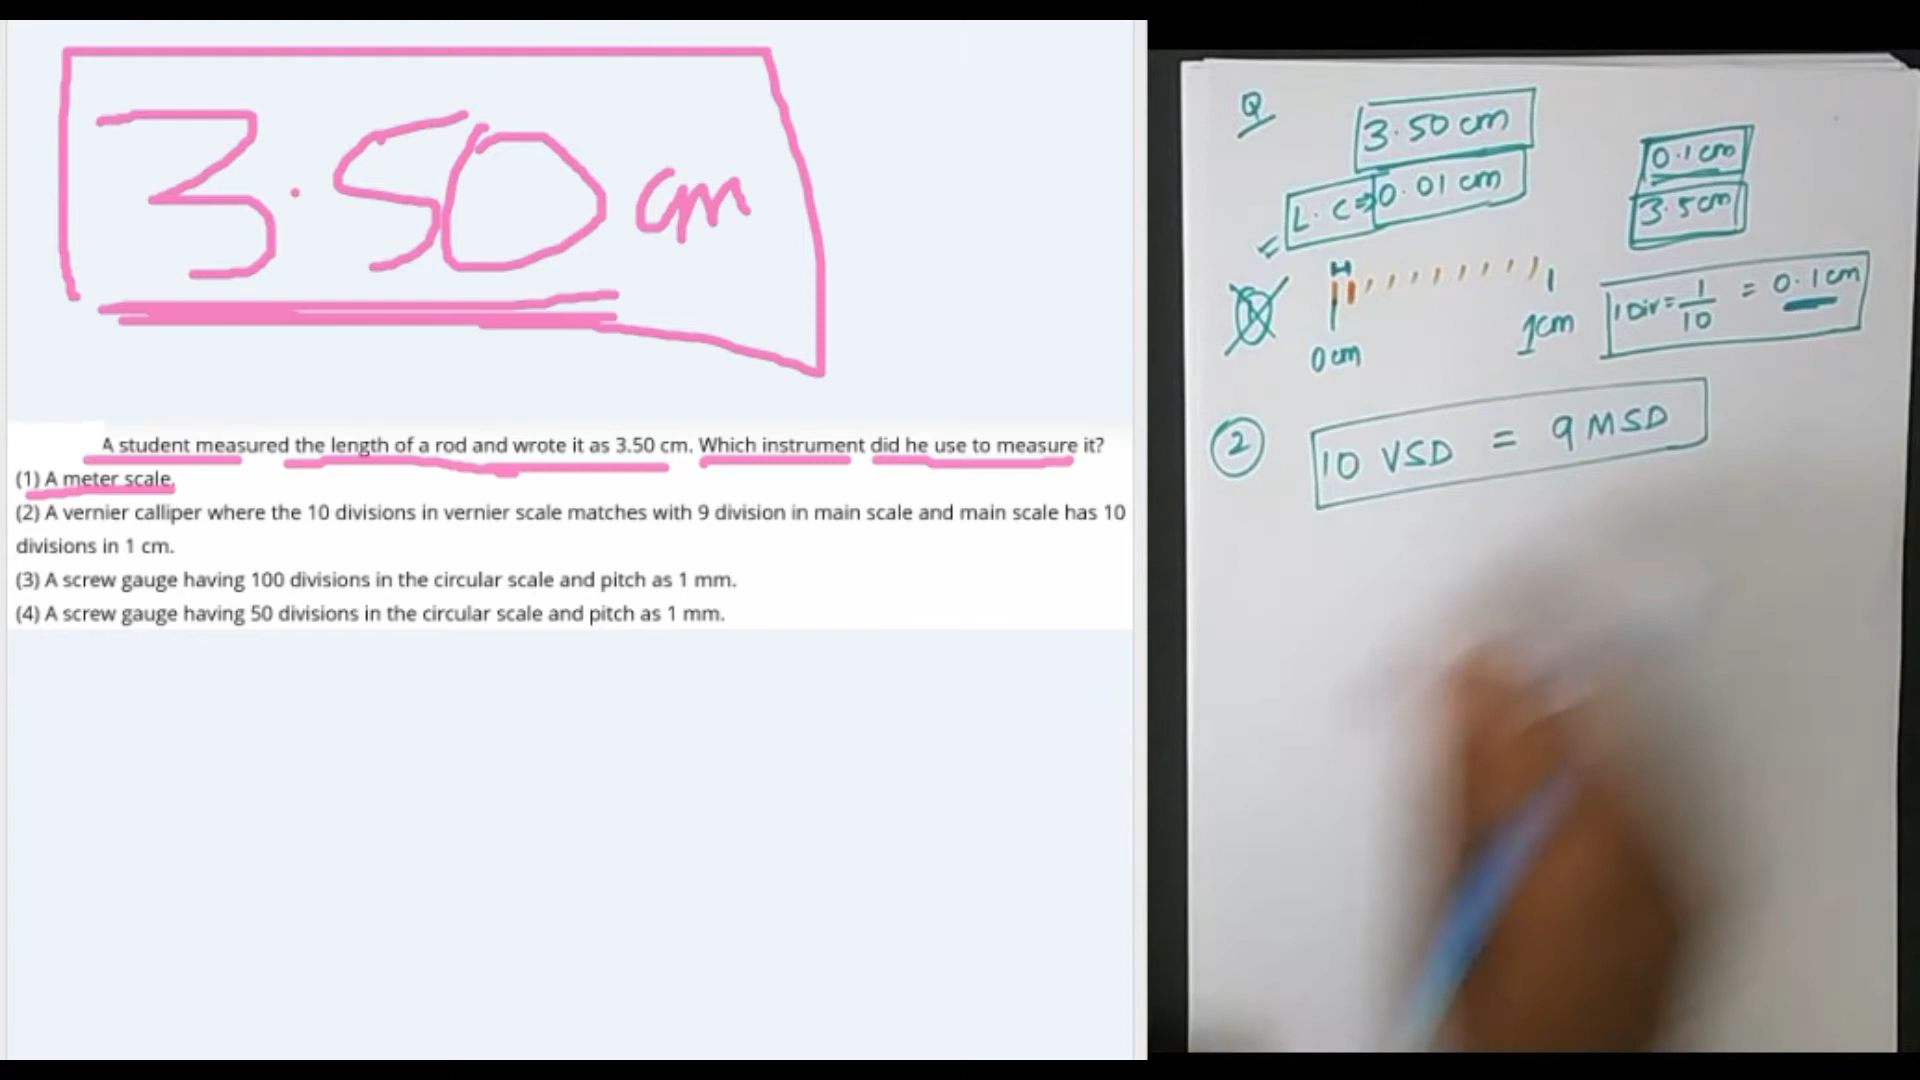 3.50 cm
A student measured the length of a rod and wrote it as 3.50 cm. Which instrument did he use to measure it?
(1) A meter scale.
(2) A vernier calliper where the 10 divisions in vernier scale matches with 9 division in main scale and main scale has 10
divisions in 1 cm.
(3) A screw gauge having 100 divisions in the circular scale and pitch as 1 mm.
(4) A screw gauge having 50 divisions in the circular scale and pitch as 1 mm.
Q
3.50 cm
L.C⇒ 0.01 cm
0.1 cm
3.5 cm
1
0 cm
1cm
1 Div = 1/10 = 0.1 cm
2
10 VSD = 9 MSD